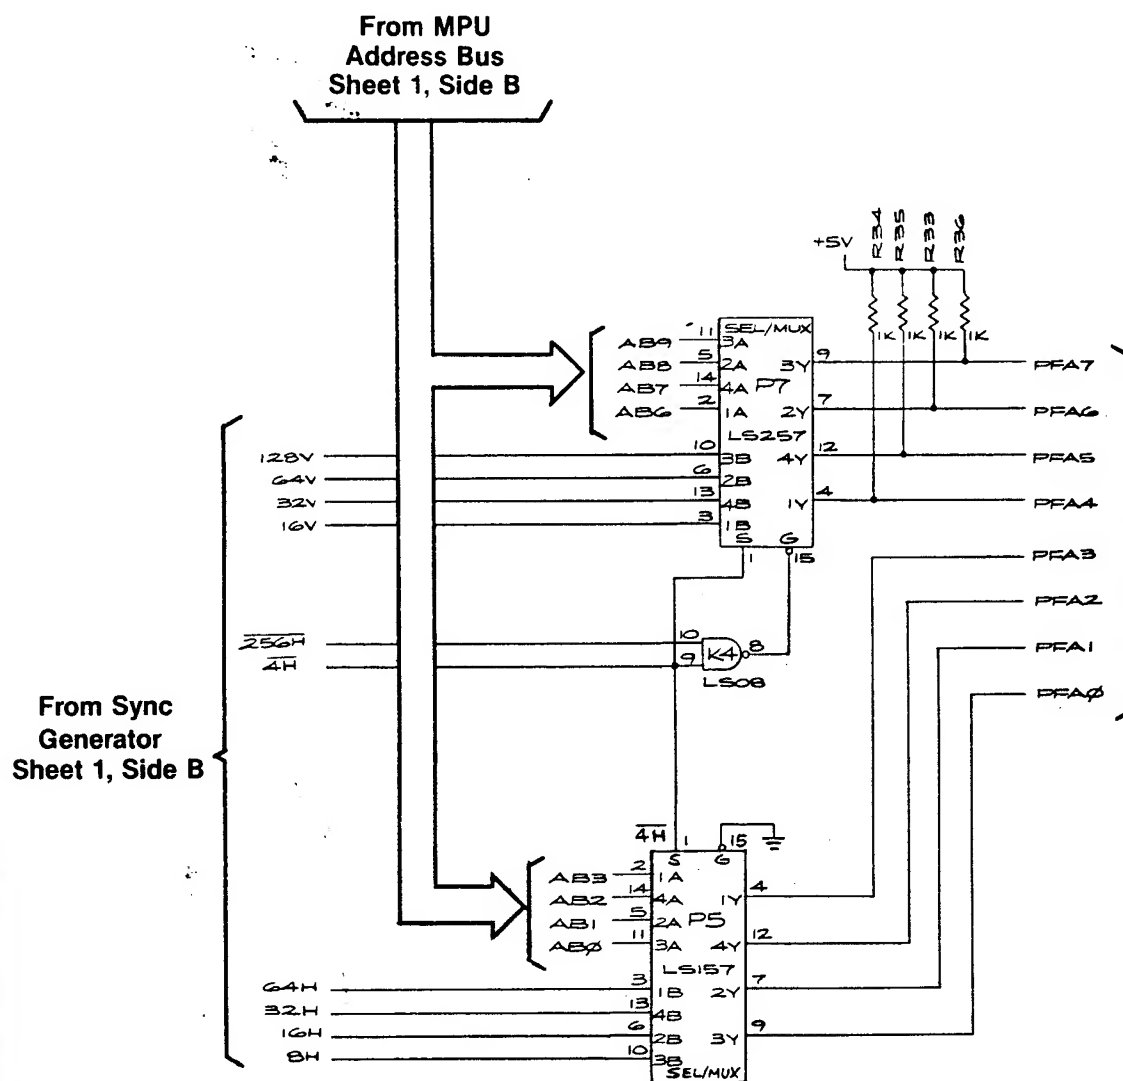 From MPU
Address Bus
Sheet 1, Side B
R34 R35 R33 R36
+5V
1K 1K 1K 1K
SEL/MUX
AB9 11 3A
AB8 5 2A
AB7 14 4A
AB6 2 1A
P7
LS257
128V 10 3B
64V 6 2B
32V 13 4B
16V 3 1B
3Y 9 PFA7
2Y 7 PFA6
4Y 12 PFA5
1Y 4 PFA4
S G
1 15
PFA3
PFA2
PFA1
PFAØ
256H 10
4H 9
K4 8
LS08
From Sync
Generator
Sheet 1, Side B
4H 1 15
S G
AB3 2 1A
AB2 14 4A
AB1 5 2A
ABØ 11 3A
P5
LS157
64H 3 1B
32H 13 4B
16H 6 2B
8H 10 3B
1Y 4
4Y 12
2Y 7
3Y 9
SEL/MUX